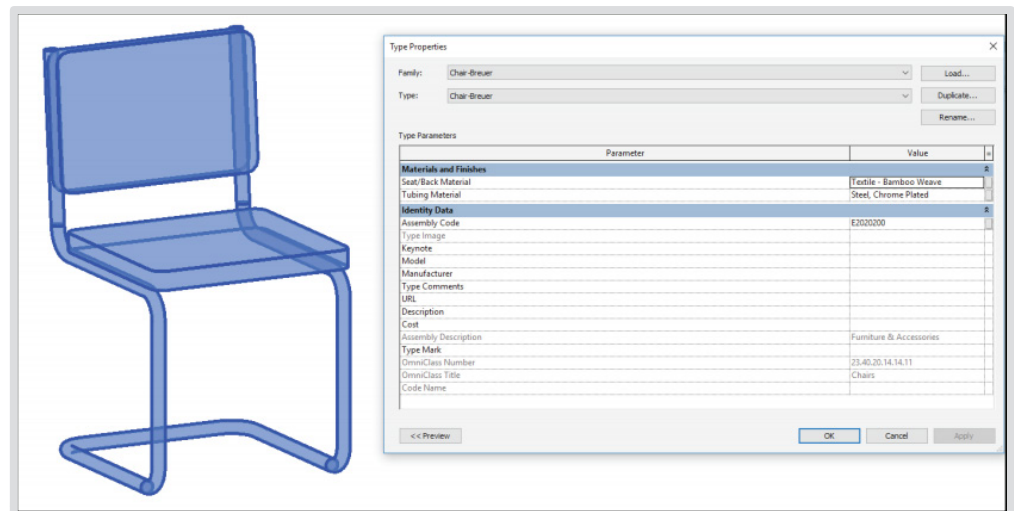 Type Properties
Family: Chair-Breuer Load...
Type: Chair-Breuer Duplicate...
Rename...
Type Parameters
Parameter Value =
Materials and Finishes
Seat/Back Material Textile - Bamboo Weave
Tubing Material Steel, Chrome Plated
Identity Data
Assembly Code E2020200
Type Image
Keynote
Model
Manufacturer
Type Comments
URL
Description
Cost
Assembly Description Furniture & Accessories
Type Mark
OmniClass Number 23.40.20.14.14.11
OmniClass Title Chairs
Code Name
<< Preview OK Cancel Apply